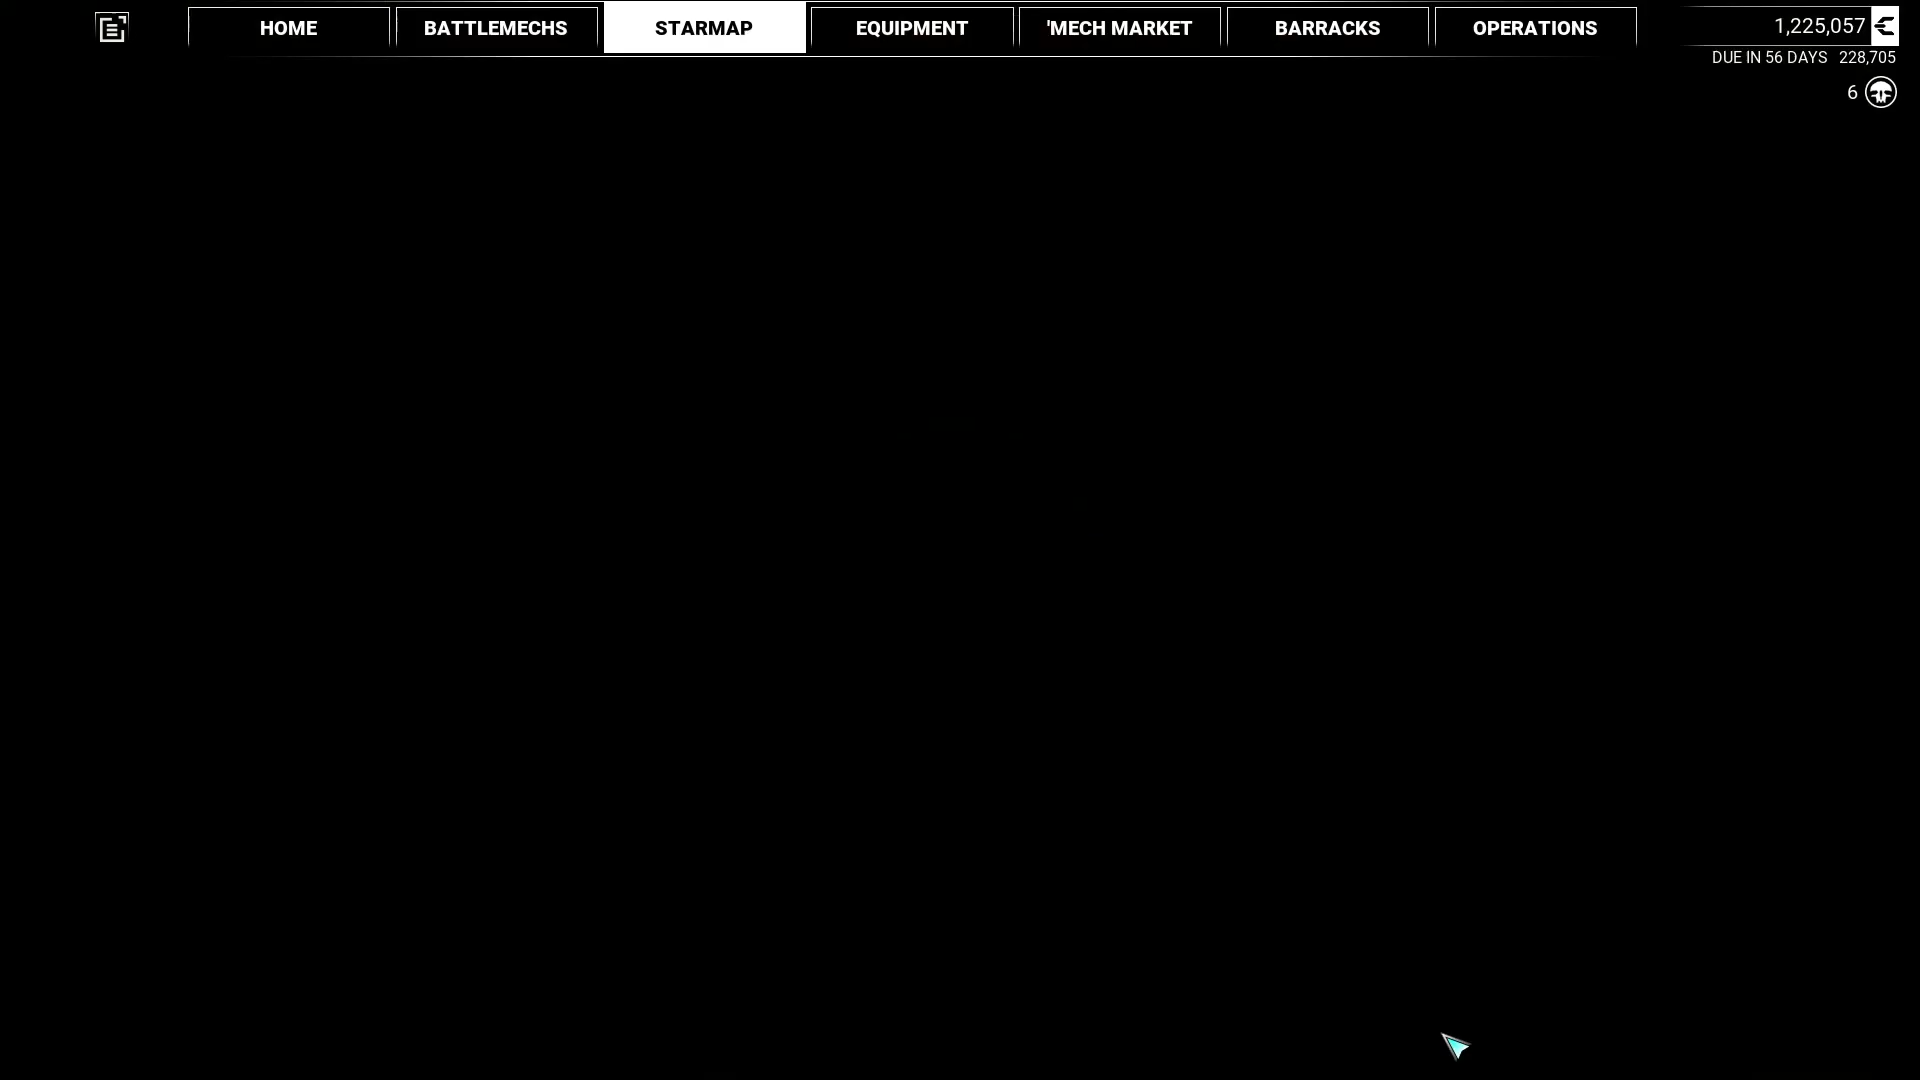 HOME
BATTLEMECHS
STARMAP
EQUIPMENT
'MECH MARKET
BARRACKS
OPERATIONS
1,225,057
DUE IN 56 DAYS 228,705
6